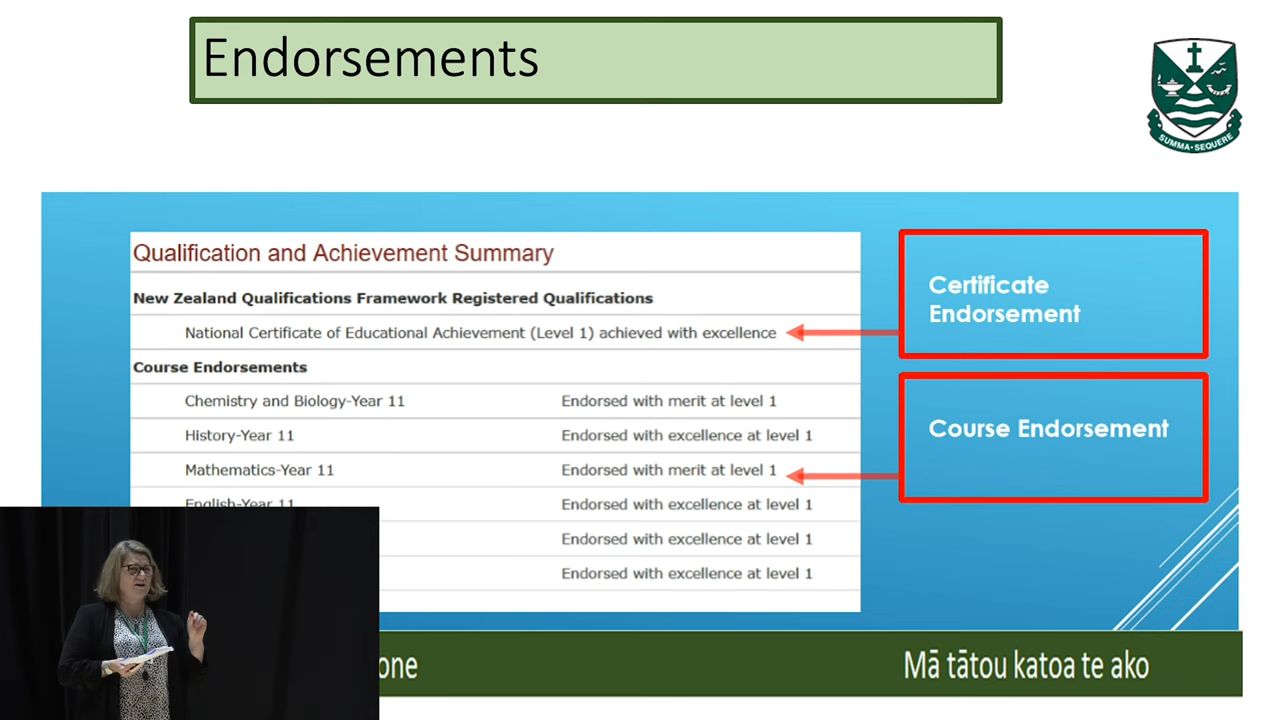 Endorsements
SUMMA · SEQUERE
Qualification and Achievement Summary
New Zealand Qualifications Framework Registered Qualifications
National Certificate of Educational Achievement (Level 1) achieved with excellence
Certificate
Endorsement
Course Endorsements
Chemistry and Biology-Year 11 Endorsed with merit at level 1
History-Year 11 Endorsed with excellence at level 1
Mathematics-Year 11 Endorsed with merit at level 1
Course Endorsement
English-Year 11 Endorsed with excellence at level 1
Endorsed with excellence at level 1
Endorsed with excellence at level 1
one
Mā tātou katoa te ako